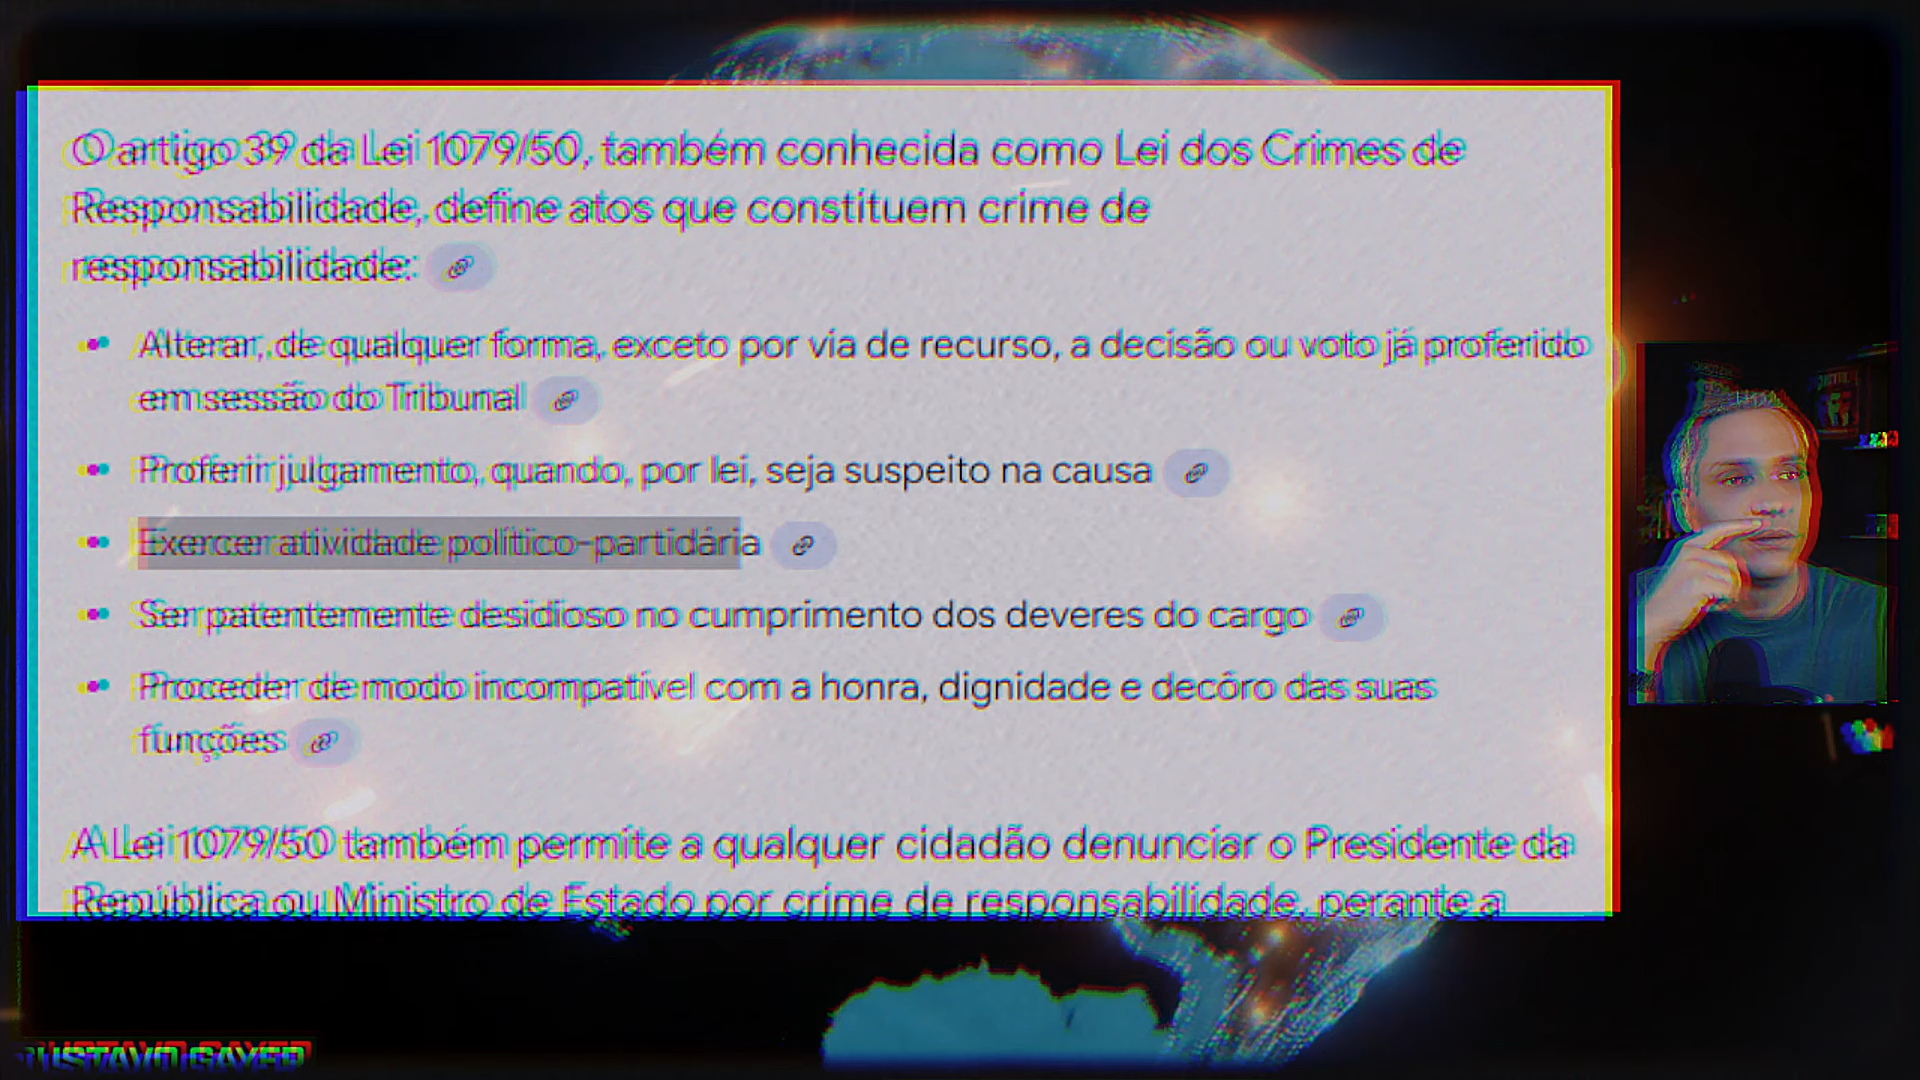 O artigo 39 da Lei 1079/50, também conhecida como Lei dos Crimes de
Responsabilidade, define atos que constituem crime de
responsabilidade:
• Alterar, de qualquer forma, exceto por via de recurso, a decisão ou voto já proferido
em sessão do Tribunal
• Proferir julgamento, quando, por lei, seja suspeito na causa
• Exercer atividade político-partidária
• Ser patentemente desidioso no cumprimento dos deveres do cargo
• Proceder de modo incompatível com a honra, dignidade e decôro das suas
funções
A Lei 1079/50 também permite a qualquer cidadão denunciar o Presidente da
República ou Ministro de Estado por crime de responsabilidade, perante a
GUSTAVO GAYER